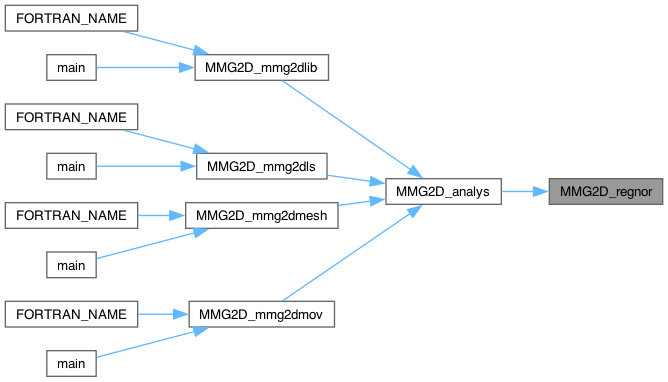 FORTRAN_NAME
main
MMG2D_mmg2dlib
FORTRAN_NAME
main
MMG2D_mmg2dls
MMG2D_analys
MMG2D_regnor
FORTRAN_NAME
MMG2D_mmg2dmesh
main
FORTRAN_NAME
MMG2D_mmg2dmov
main